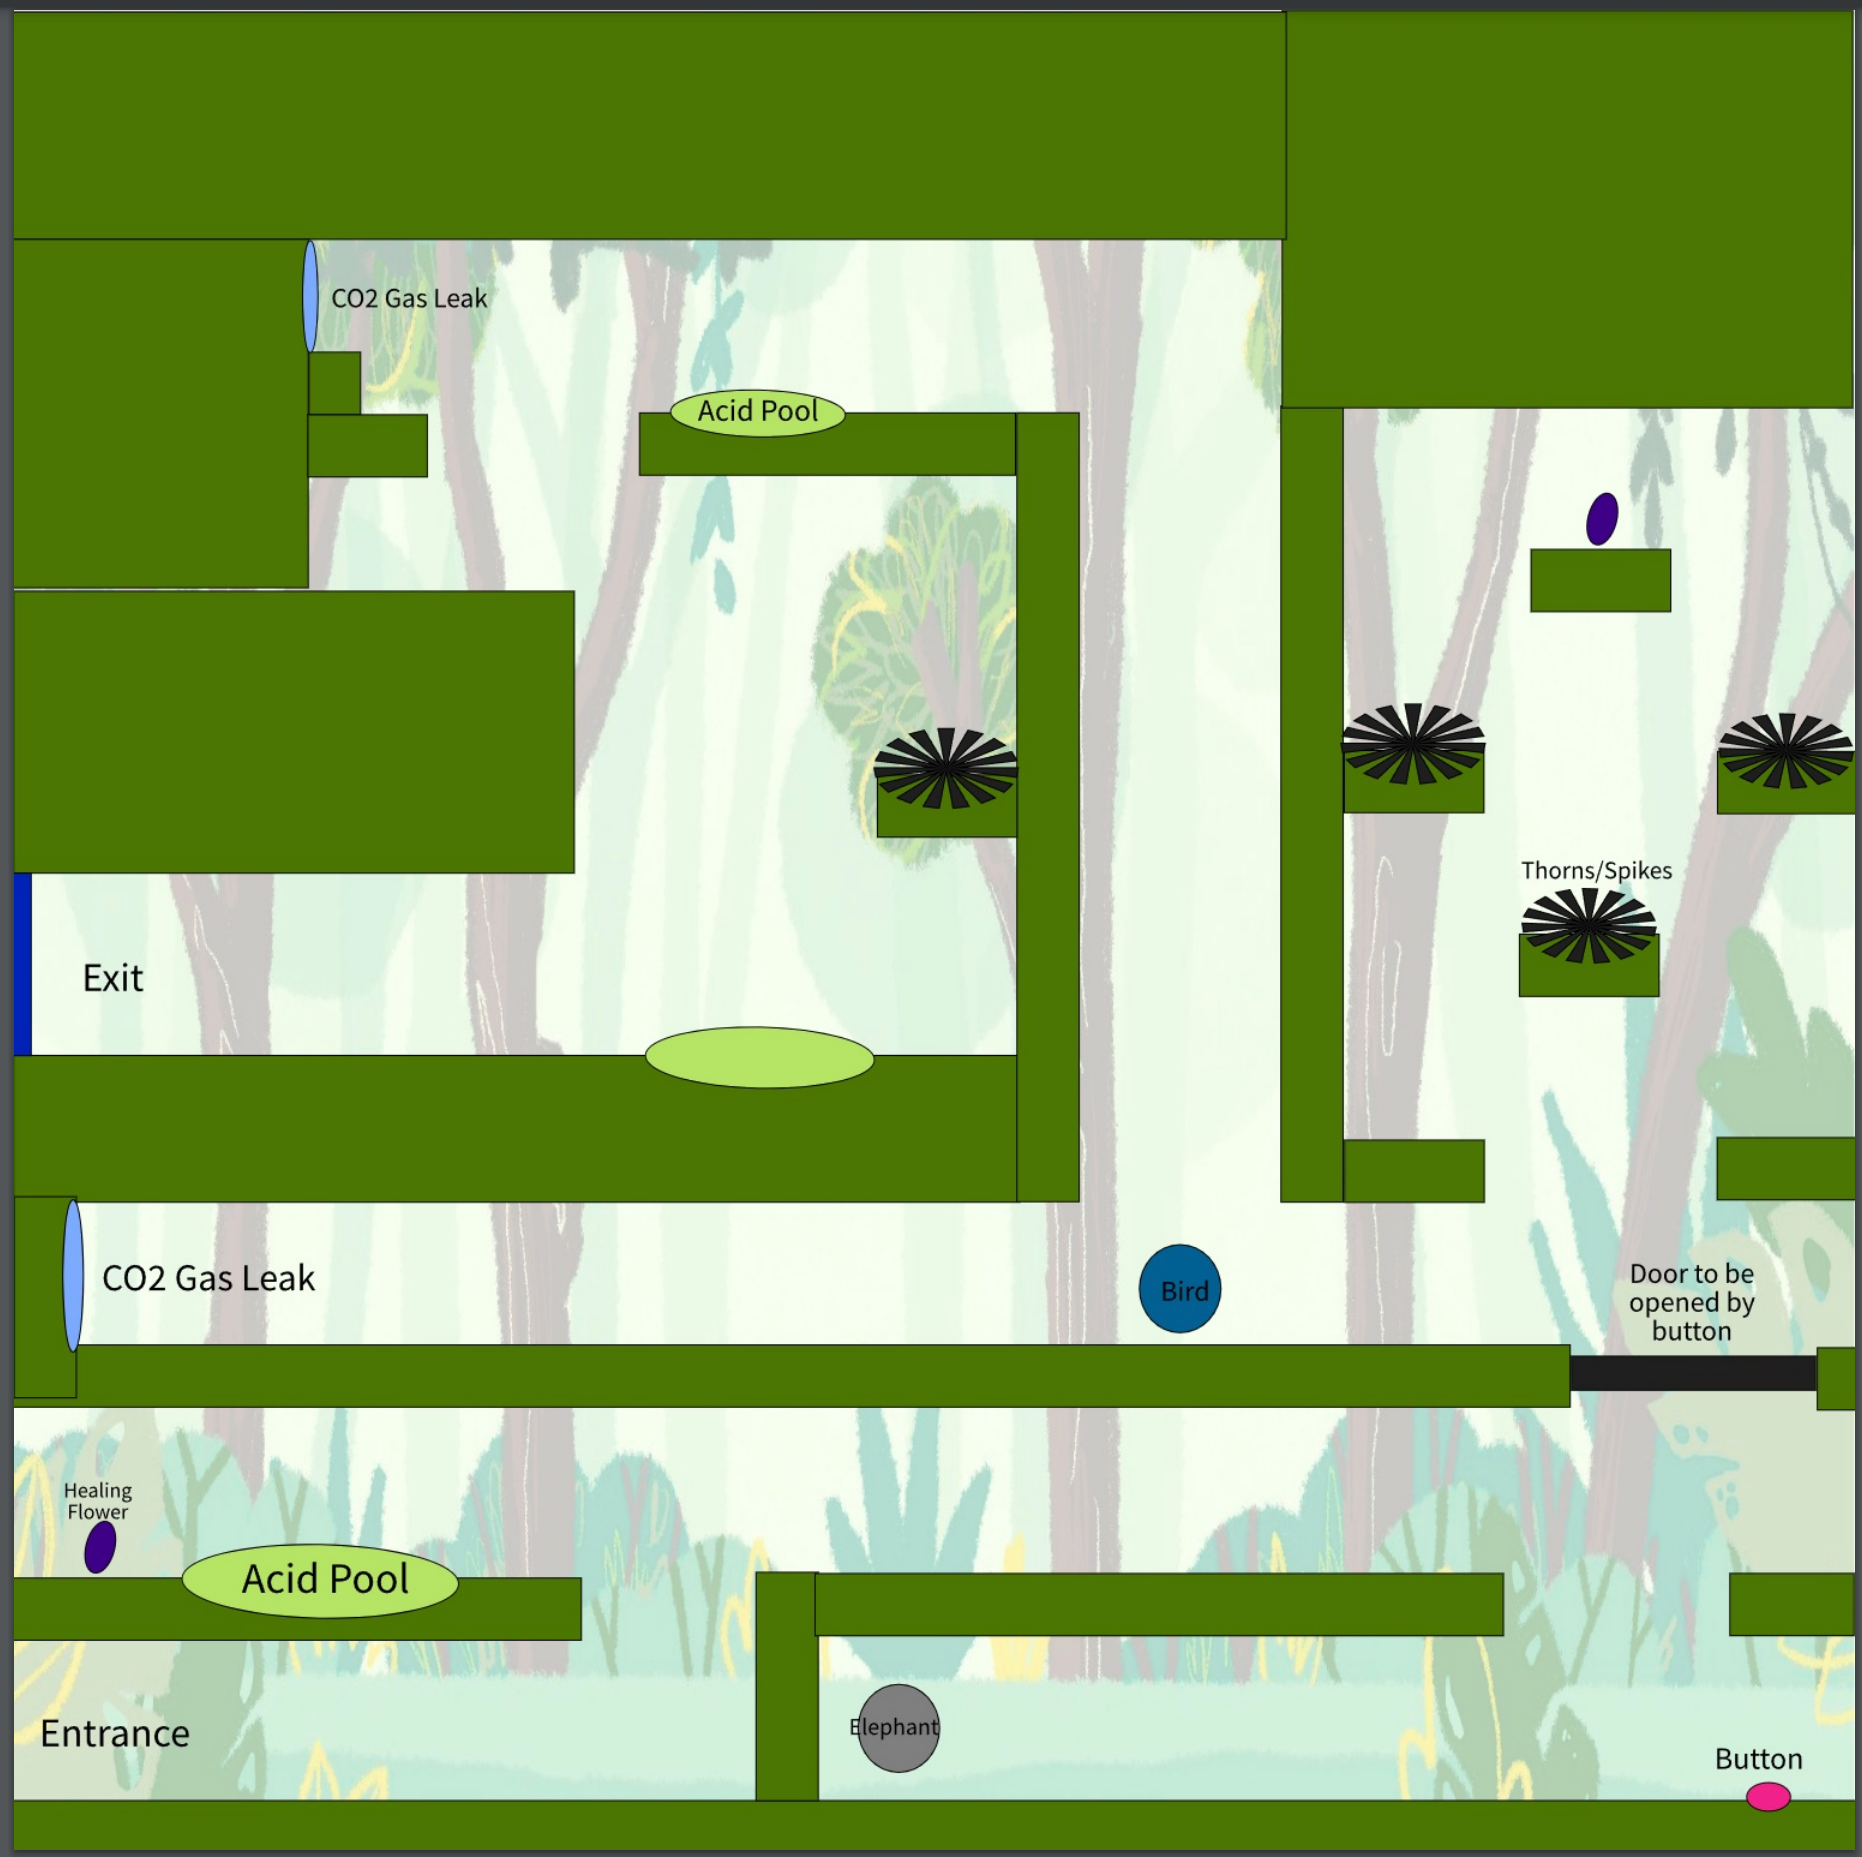 CO2 Gas Leak
Acid Pool
Thorns/Spikes
Exit
CO2 Gas Leak
Bird
Door to be
opened by
button
Healing
Flower
Acid Pool
Entrance
Elephant
Button